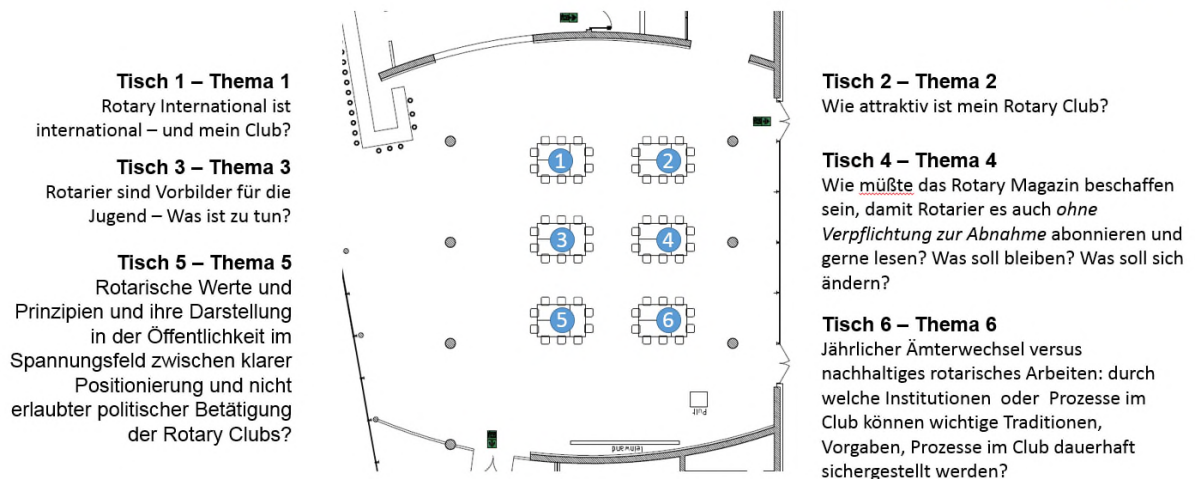 Tisch 1 – Thema 1
Rotary International ist
international – und mein Club?
Tisch 3 – Thema 3
Rotarier sind Vorbilder für die
Jugend – Was ist zu tun?
Tisch 5 – Thema 5
Rotarische Werte und
Prinzipien und ihre Darstellung
in der Öffentlichkeit im
Spannungsfeld zwischen klarer
Positionierung und nicht
erlaubter politischer Betätigung
der Rotary Clubs?
1
2
3
4
5
6
Pult
Leinwand
Tisch 2 – Thema 2
Wie attraktiv ist mein Rotary Club?
Tisch 4 – Thema 4
Wie müßte das Rotary Magazin beschaffen
sein, damit Rotarier es auch ohne
Verpflichtung zur Abnahme abonnieren und
gerne lesen? Was soll bleiben? Was soll sich
ändern?
Tisch 6 – Thema 6
Jährlicher Ämterwechsel versus
nachhaltiges rotarisches Arbeiten: durch
welche Institutionen oder Prozesse im
Club können wichtige Traditionen,
Vorgaben, Prozesse im Club dauerhaft
sichergestellt werden?